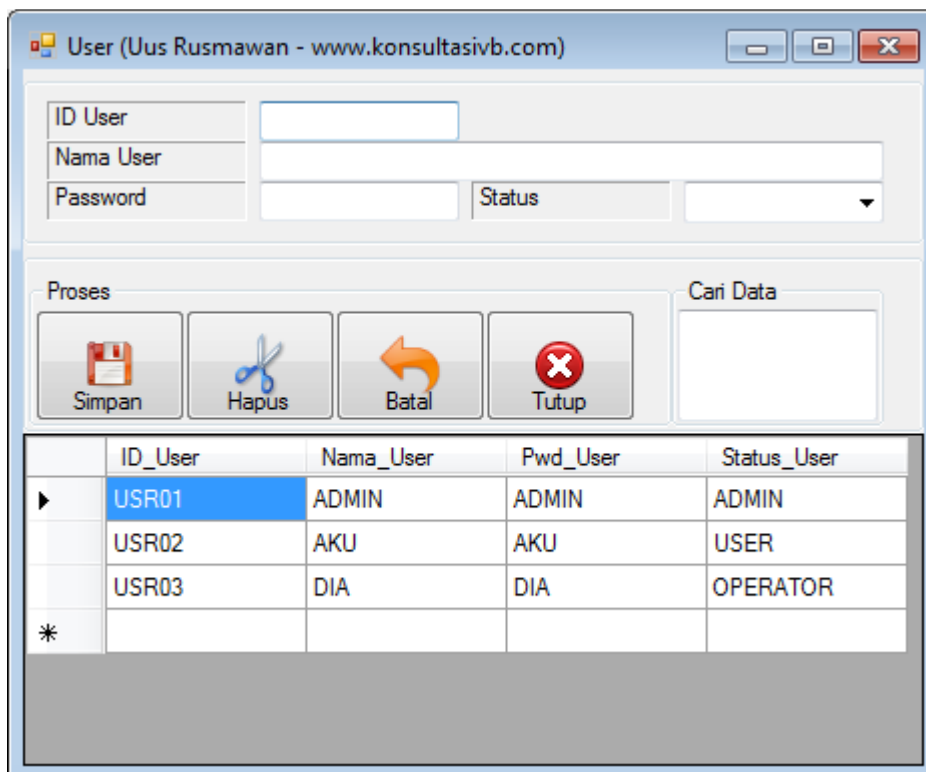 User (Uus Rusmawan - www.konsultasivb.com)
ID User
Nama User
Password Status
Proses Cari Data
Simpan Hapus Batal Tutup
ID_User Nama_User Pwd_User Status_User
USR01 ADMIN ADMIN ADMIN
USR02 AKU AKU USER
USR03 DIA DIA OPERATOR